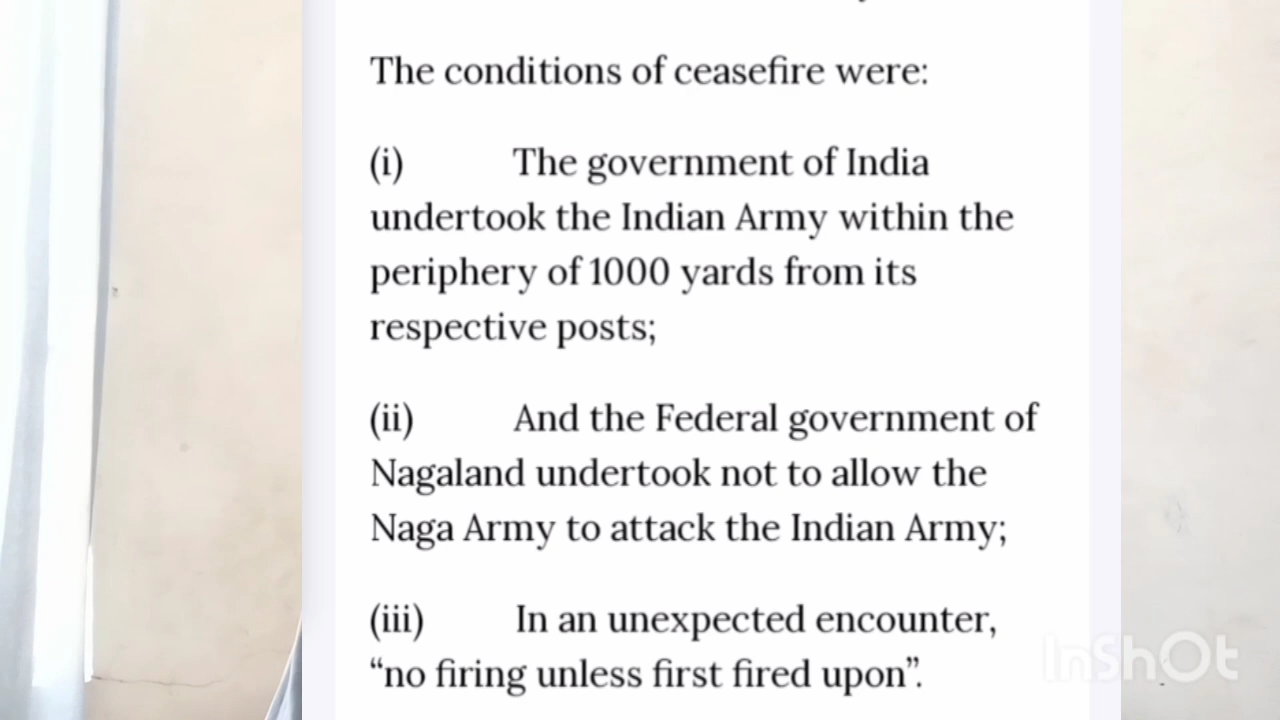 The conditions of ceasefire were:
(i) The government of India
undertook the Indian Army within the
periphery of 1000 yards from its
respective posts;
(ii) And the Federal government of
Nagaland undertook not to allow the
Naga Army to attack the Indian Army;
(iii) In an unexpected encounter,
“no firing unless first fired upon”.
InShOt